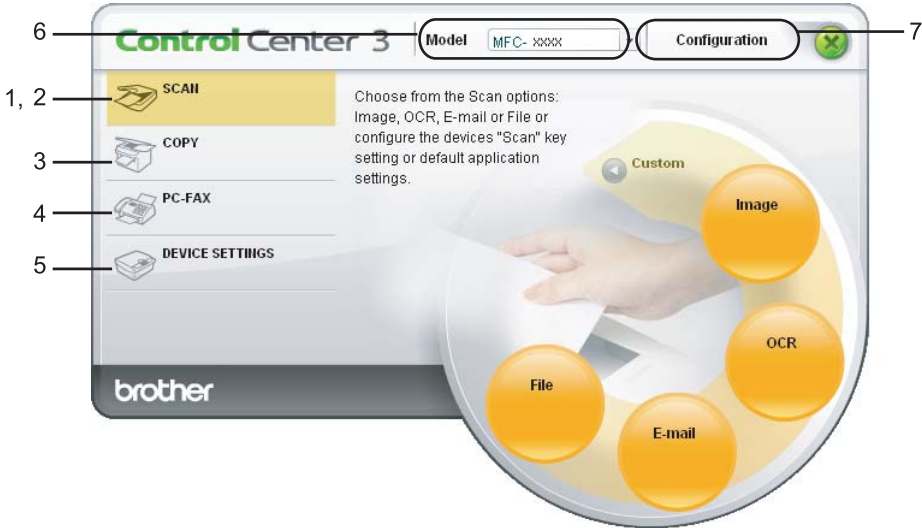 6
Control Center 3
Model
MFC- xxxx
Configuration
7
1, 2
SCAN
3
COPY
4
PC-FAX
5
DEVICE SETTINGS
Choose from the Scan options:
Image, OCR, E-mail or File or
configure the devices "Scan" key
setting or default application
settings.
Custom
Image
OCR
E-mail
File
brother